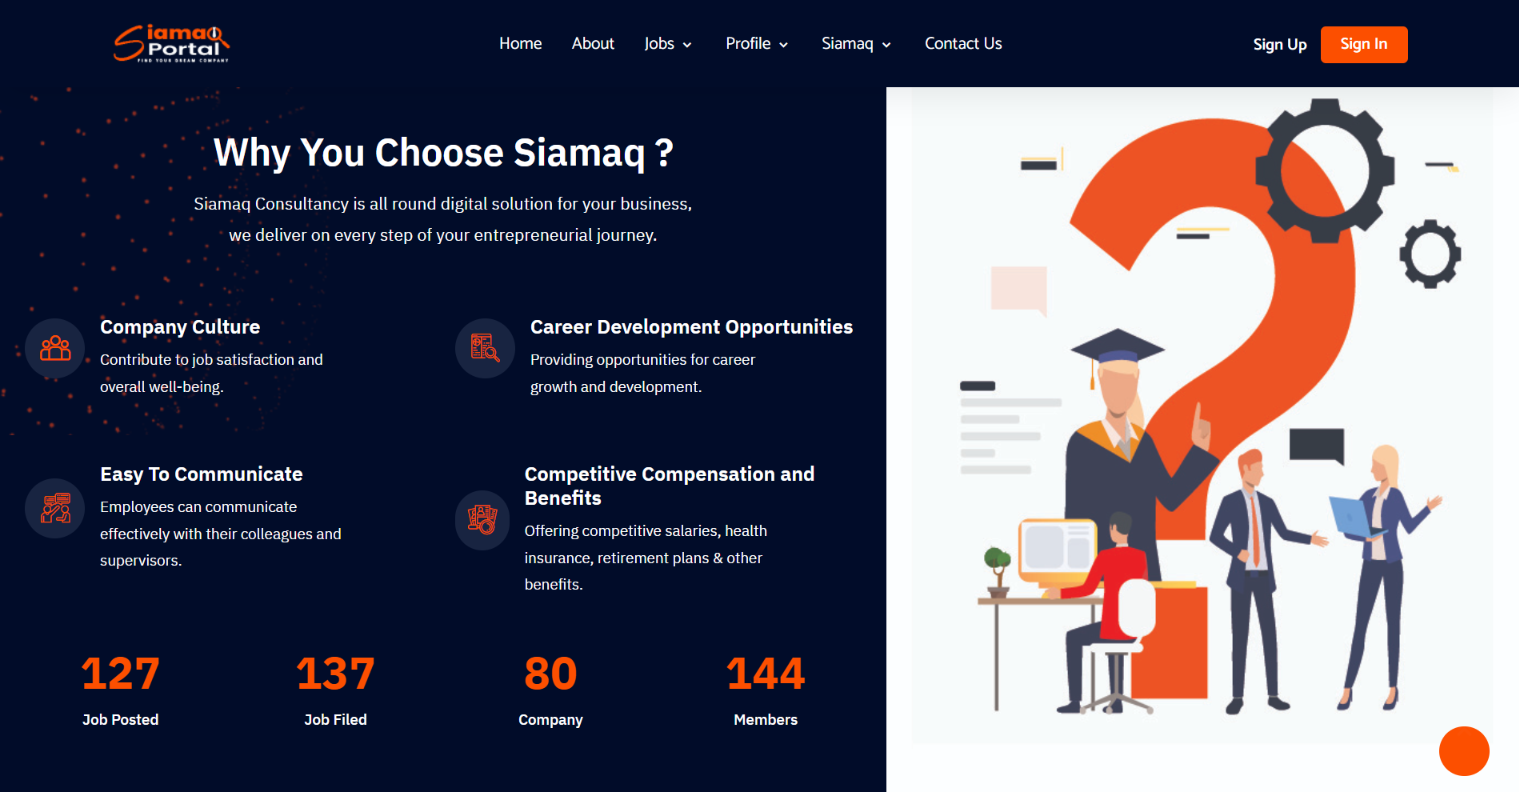 Siamaq
Portal
FIND YOUR DREAM COMPANY
Home About Jobs Profile Siamaq Contact Us
Sign Up Sign In
Why You Choose Siamaq ?
Siamaq Consultancy is all round digital solution for your business,
we deliver on every step of your entrepreneurial journey.
Company Culture
Contribute to job satisfaction and
overall well-being.
Career Development Opportunities
Providing opportunities for career
growth and development.
Easy To Communicate
Employees can communicate
effectively with their colleagues and
supervisors.
Competitive Compensation and
Benefits
Offering competitive salaries, health
insurance, retirement plans & other
benefits.
127
Job Posted
137
Job Filed
80
Company
144
Members